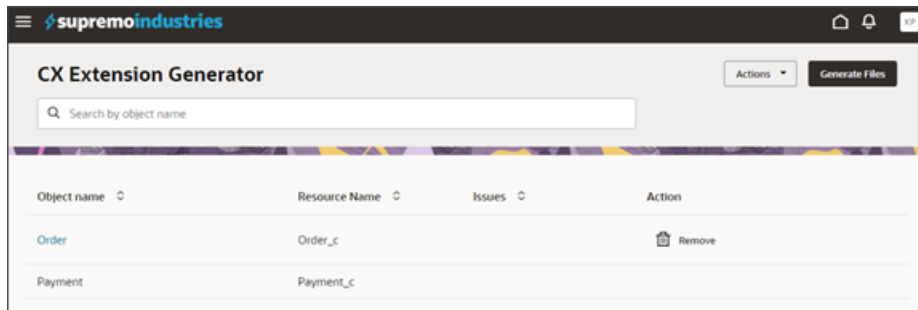 supremoindustries
KP
CX Extension Generator
Actions
Generate Files
Search by object name
Object name Resource Name Issues Action
Order Order_c Remove
Payment Payment_c